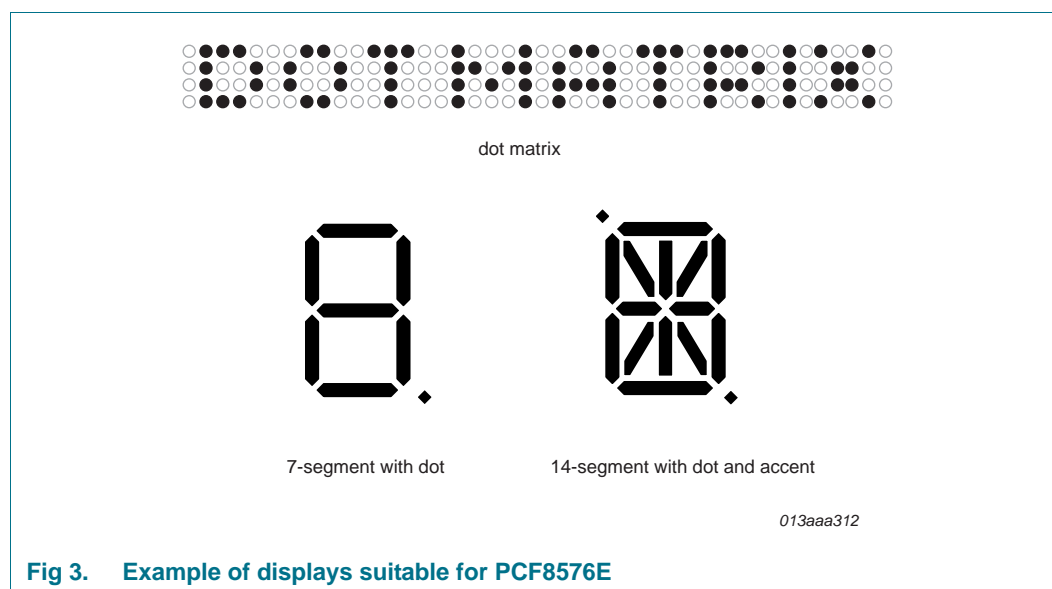 DOTMATRIX
dot matrix
7-segment with dot
14-segment with dot and accent
013aaa312
Fig 3. Example of displays suitable for PCF8576E